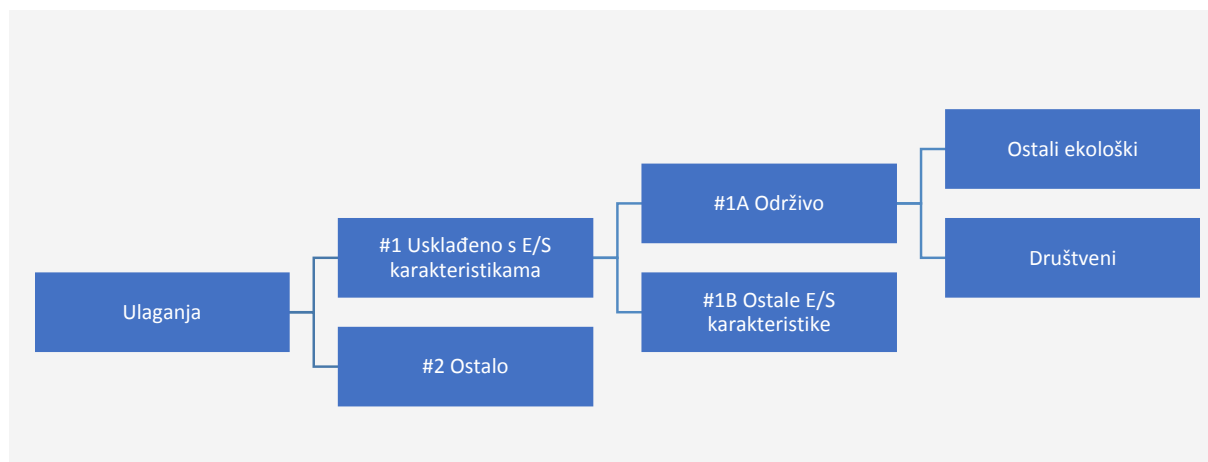 Ulaganja
#1 Usklađeno s E/S
karakteristikama
#2 Ostalo
#1A Održivo
#1B Ostale E/S
karakteristike
Ostali ekološki
Društveni